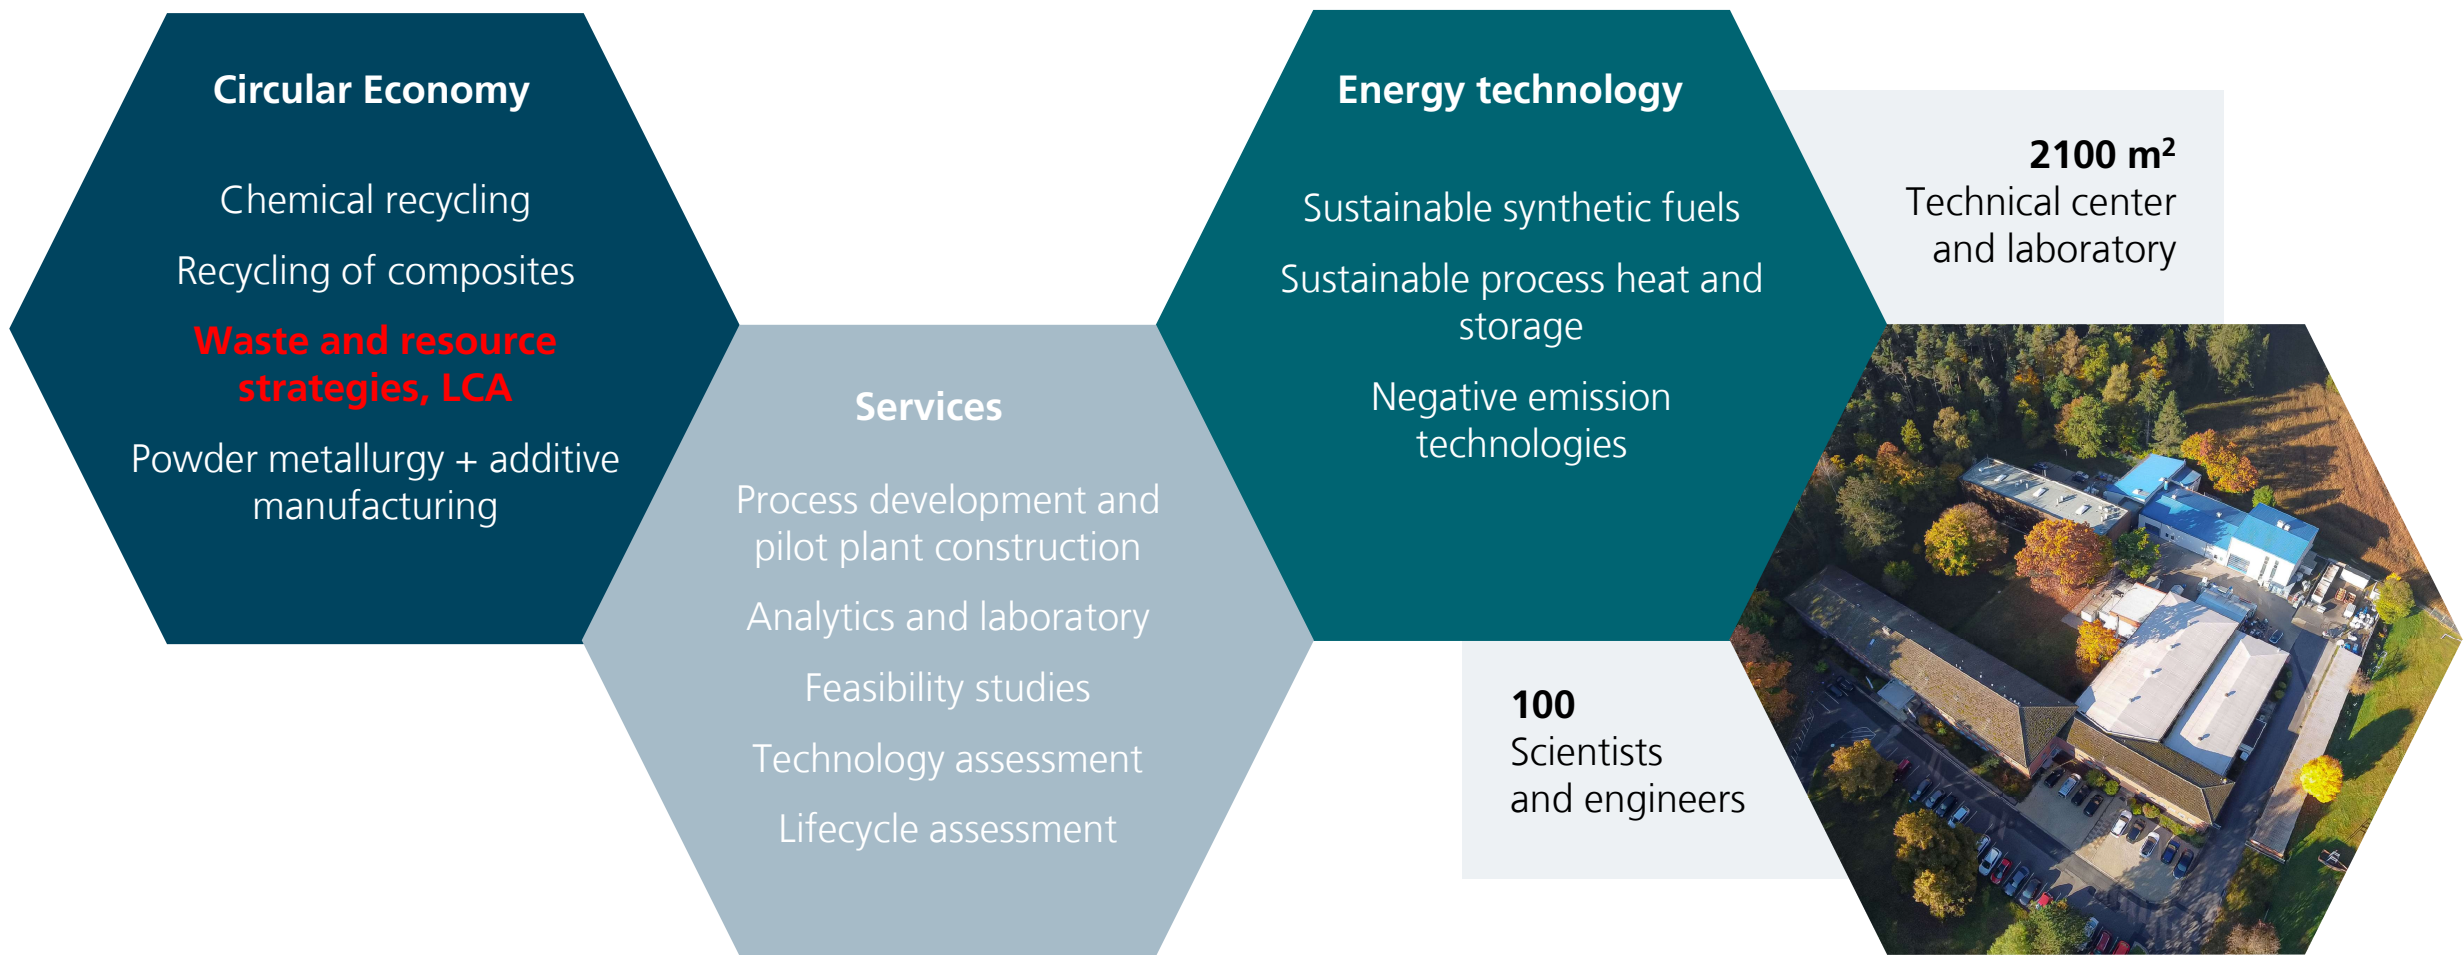 Circular Economy
Chemical recycling
Recycling of composites
Waste and resource
strategies, LCA
Powder metallurgy + additive
manufacturing
Services
Process development and
pilot plant construction
Analytics and laboratory
Feasibility studies
Technology assessment
Lifecycle assessment
Energy technology
Sustainable synthetic fuels
Sustainable process heat and
storage
Negative emission
technologies
2100 m²
Technical center
and laboratory
100
Scientists
and engineers